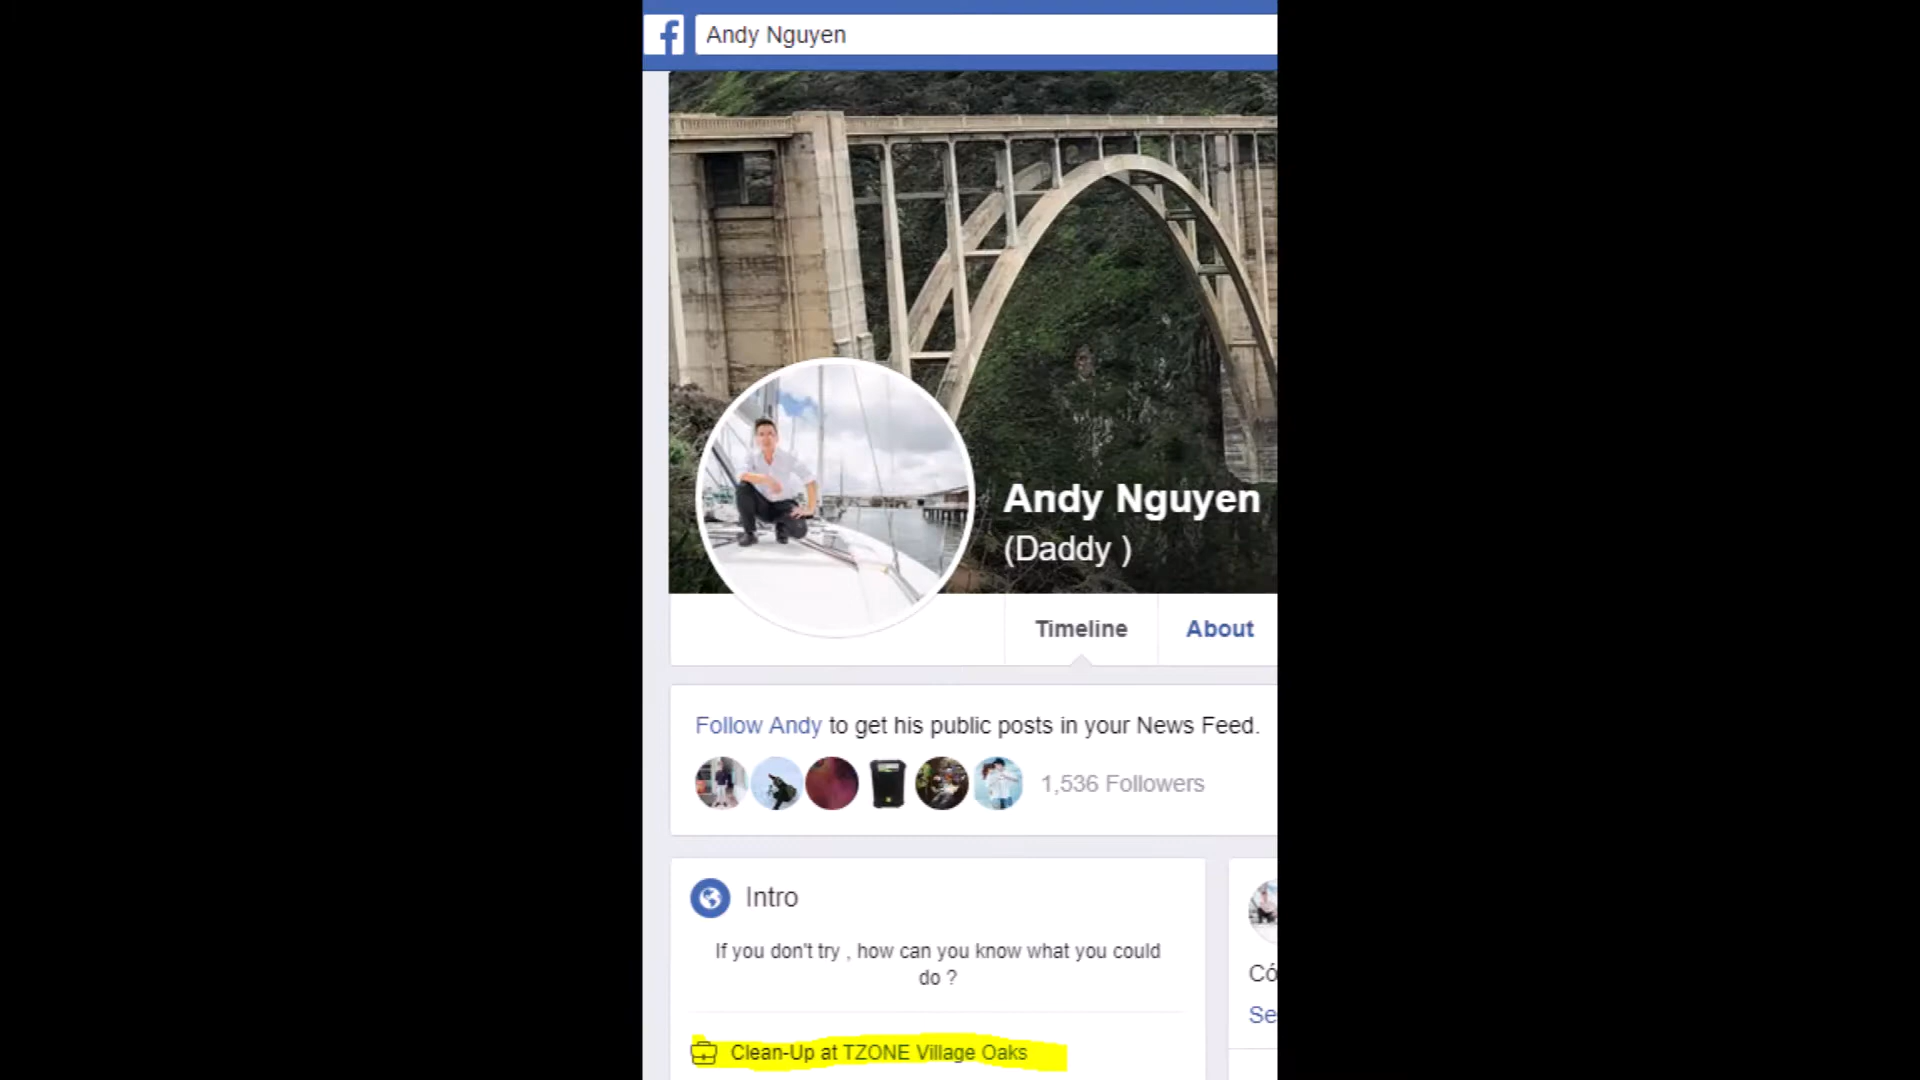 f Andy Nguyen
Andy Nguyen
(Daddy )
Timeline About
Follow Andy to get his public posts in your News Feed.
1,536 Followers
Intro
If you don't try , how can you know what you could
do ?
Clean-Up at TZONE Village Oaks
Có
Se